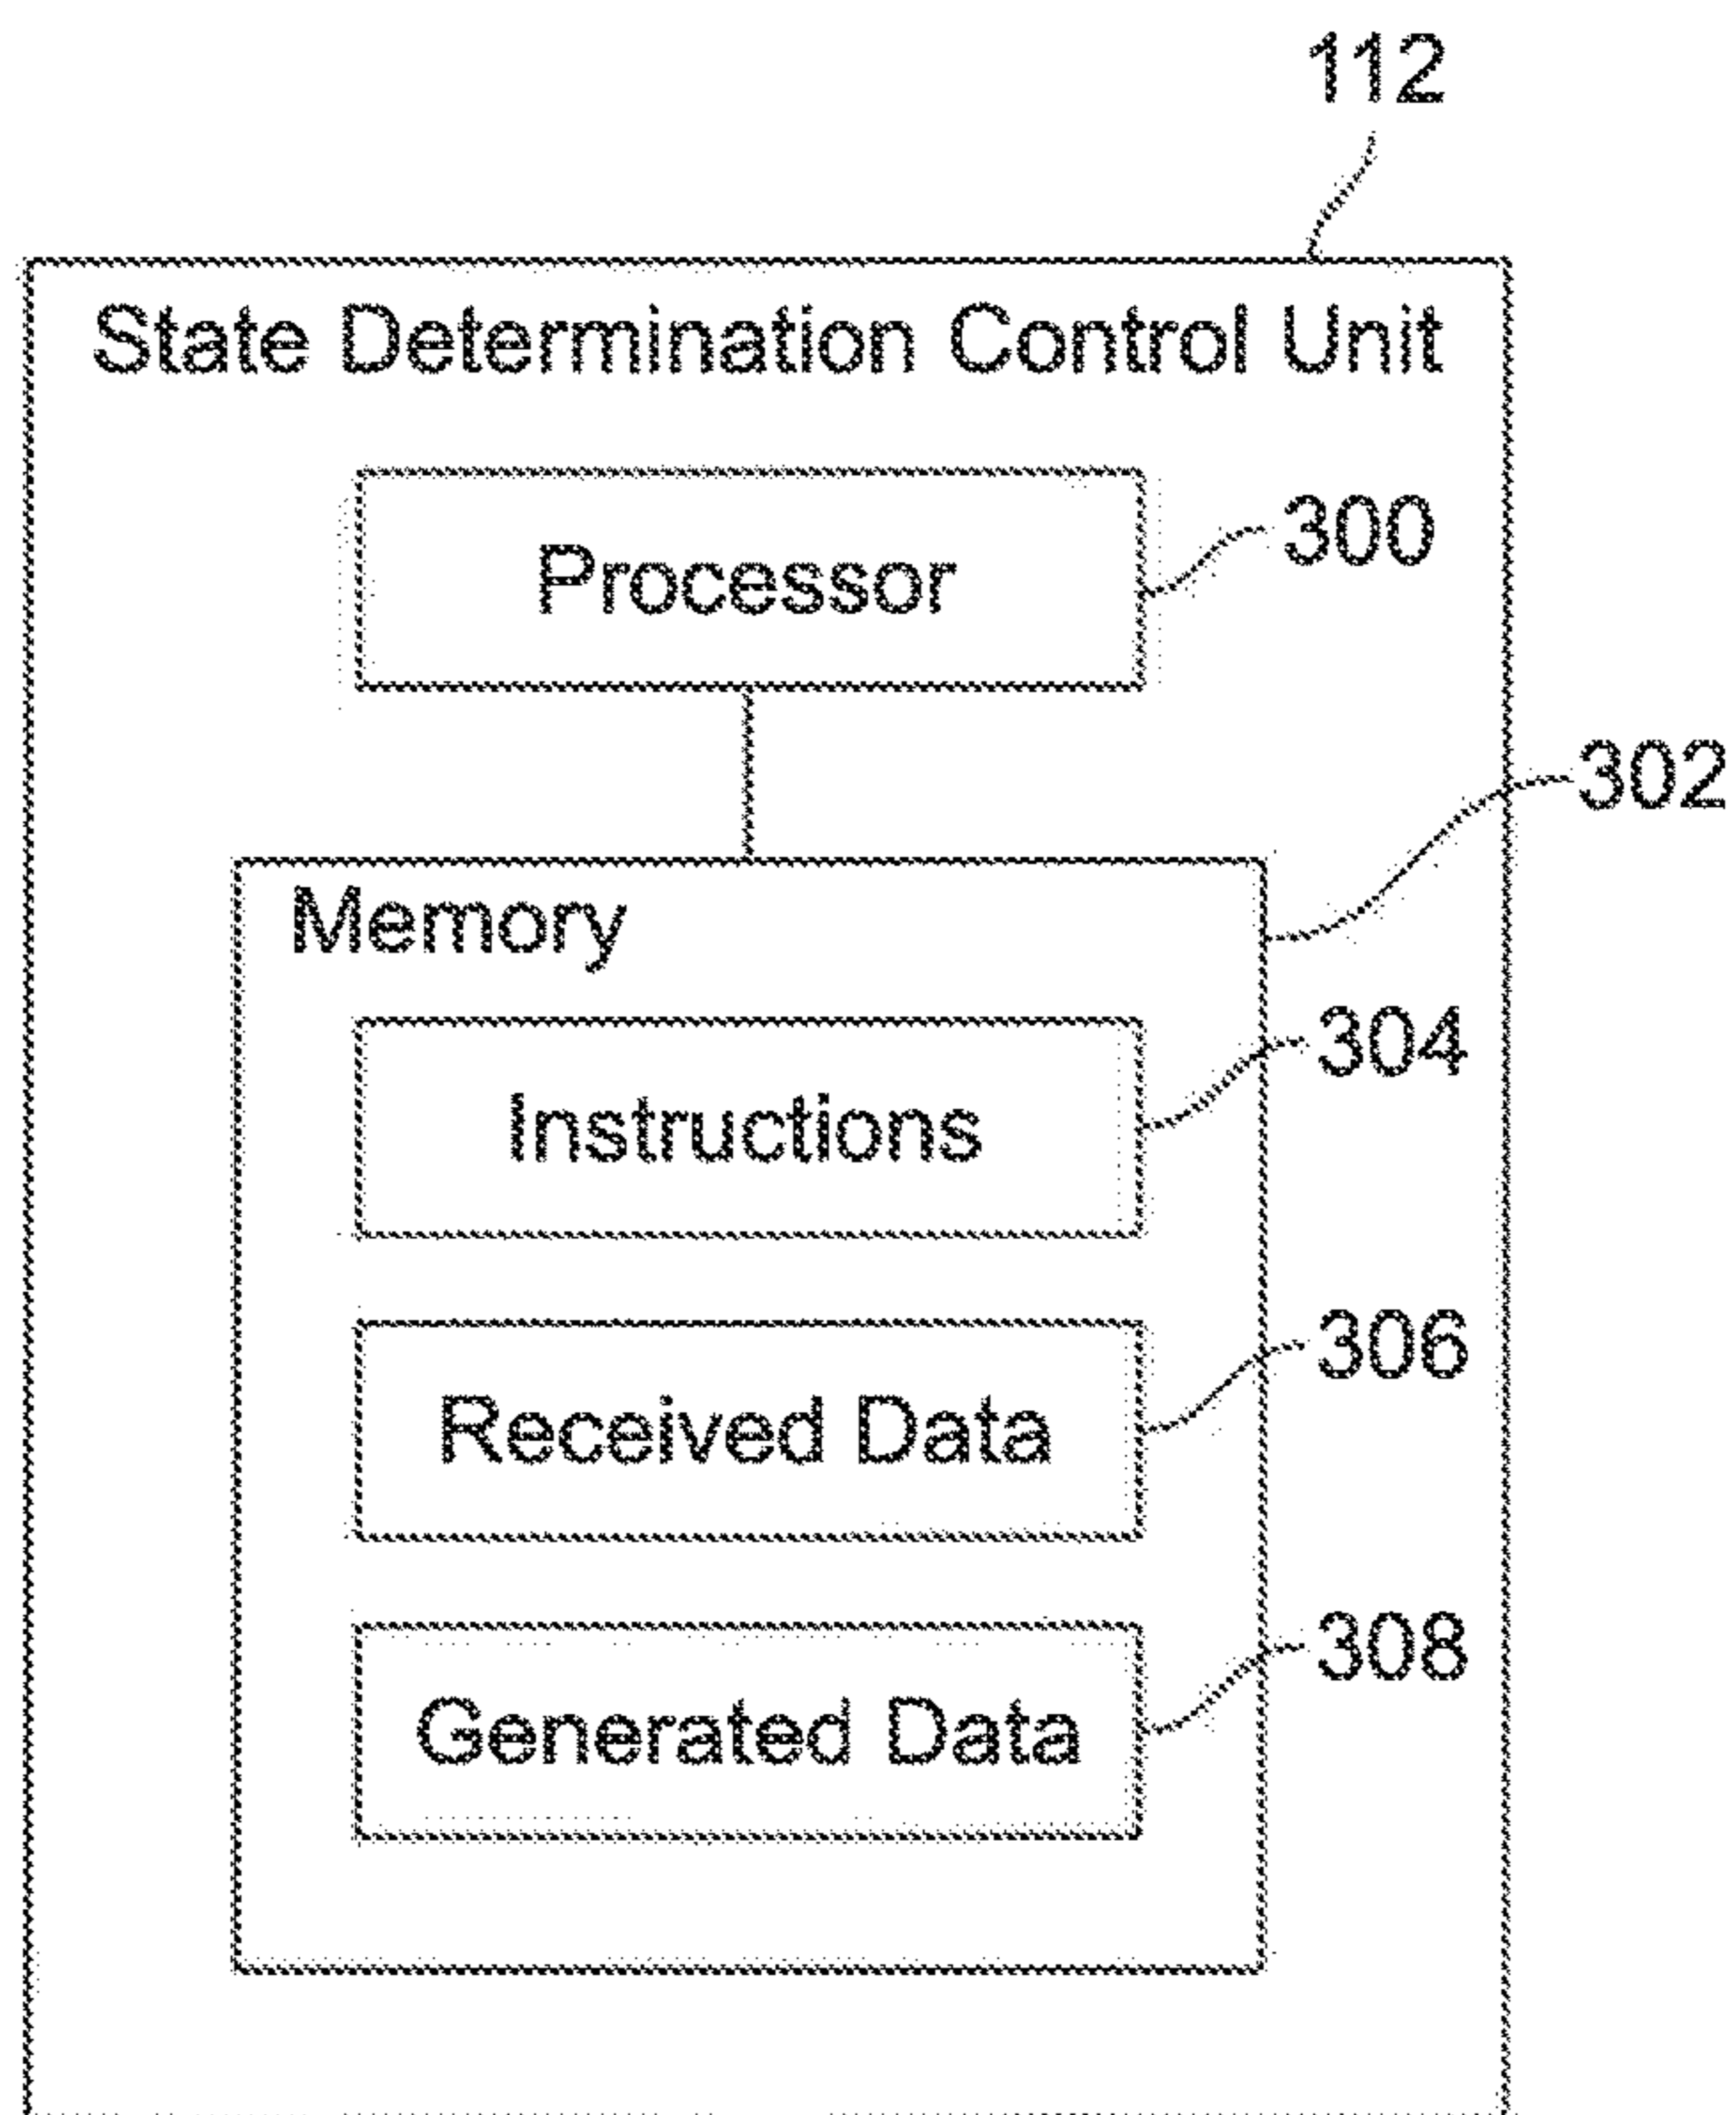 112
State Determination Control Unit
Processor
300
302
Memory
Instructions
304
Received Data
306
Generated Data
308